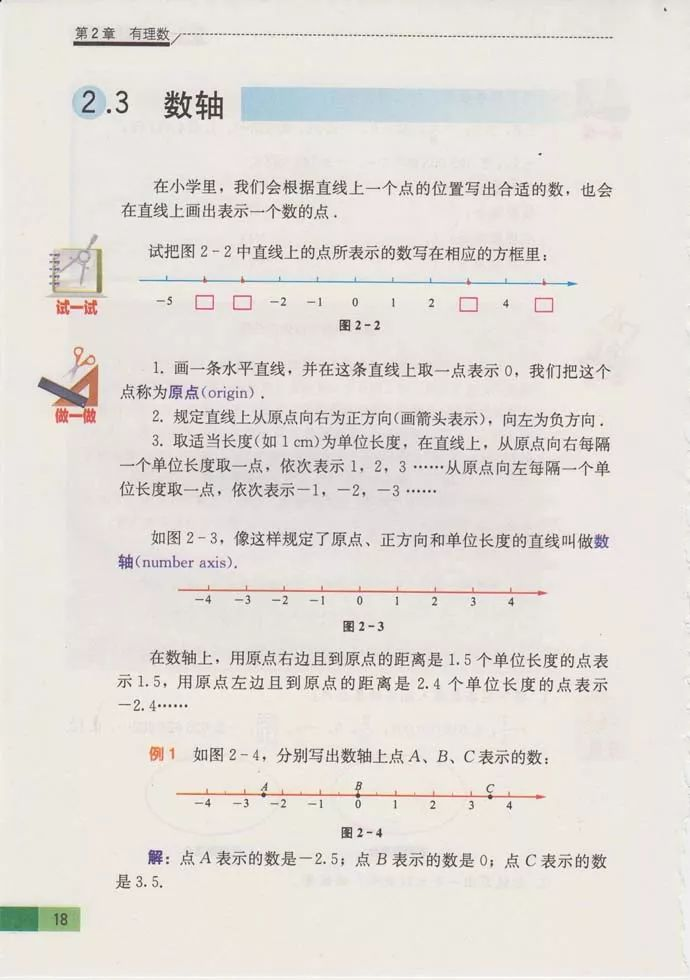 第2章 有理数
2.3 数轴
在小学里，我们会根据直线上一个点的位置写出合适的数，也会
在直线上画出表示一个数的点．
试把图2-2中直线上的点所表示的数写在相应的方框里：
试一试
-5 □ □ -2 -1 0 1 2 □ 4 □
图2-2
1. 画一条水平直线，并在这条直线上取一点表示0，我们把这个
点称为原点(origin)．
做一做
2. 规定直线上从原点向右为正方向(画箭头表示)，向左为负方向．
3. 取适当长度(如1 cm)为单位长度，在直线上，从原点向右每隔
一个单位长度取一点，依次表示1，2，3……从原点向左每隔一个单
位长度取一点，依次表示-1，-2，-3……
如图2-3，像这样规定了原点、正方向和单位长度的直线叫做数
轴(number axis)．
-4 -3 -2 -1 0 1 2 3 4
图2-3
在数轴上，用原点右边且到原点的距离是1.5个单位长度的点表
示1.5，用原点左边且到原点的距离是2.4个单位长度的点表示
-2.4……
例1 如图2-4，分别写出数轴上点A、B、C表示的数：
A B C
-4 -3 -2 -1 0 1 2 3 4
图2-4
解：点A表示的数是-2.5；点B表示的数是0；点C表示的数
是3.5.
18